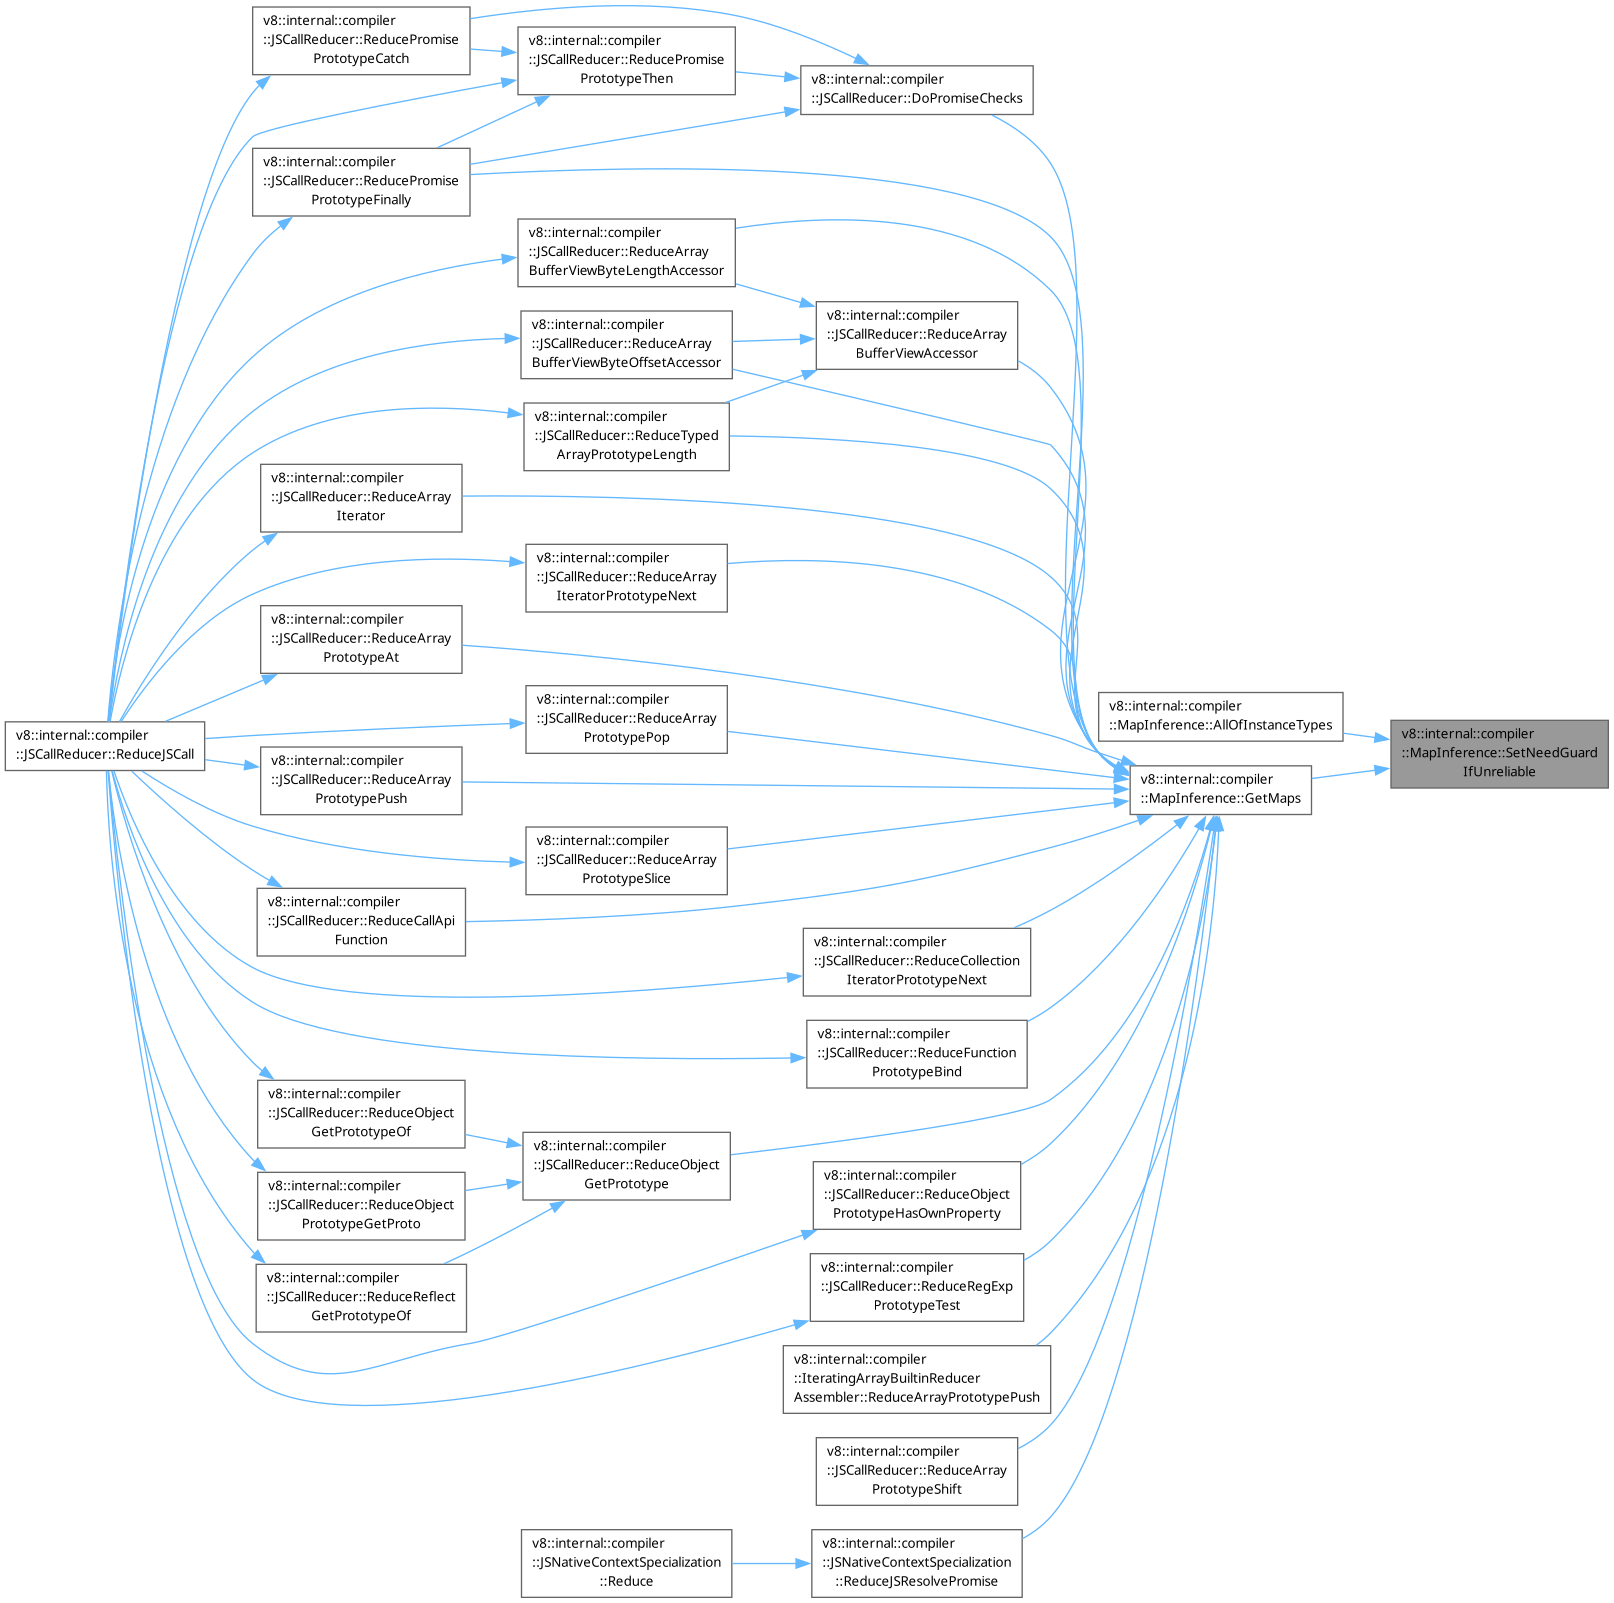 v8::internal::compiler
::JSCallReducer::ReducePromise
PrototypeCatch
v8::internal::compiler
::JSCallReducer::ReducePromise
PrototypeThen
v8::internal::compiler
::JSCallReducer::DoPromiseChecks
v8::internal::compiler
::JSCallReducer::ReducePromise
PrototypeFinally
v8::internal::compiler
::JSCallReducer::ReduceArray
BufferViewByteLengthAccessor
v8::internal::compiler
::JSCallReducer::ReduceArray
BufferViewByteOffsetAccessor
v8::internal::compiler
::JSCallReducer::ReduceArray
BufferViewAccessor
v8::internal::compiler
::JSCallReducer::ReduceTyped
ArrayPrototypeLength
v8::internal::compiler
::JSCallReducer::ReduceArray
Iterator
v8::internal::compiler
::JSCallReducer::ReduceArray
IteratorPrototypeNext
v8::internal::compiler
::JSCallReducer::ReduceArray
PrototypeAt
v8::internal::compiler
::JSCallReducer::ReduceArray
PrototypePop
v8::internal::compiler
::MapInference::AllOfInstanceTypes
v8::internal::compiler
::MapInference::SetNeedGuard
IfUnreliable
v8::internal::compiler
::JSCallReducer::ReduceJSCall
v8::internal::compiler
::JSCallReducer::ReduceArray
PrototypePush
v8::internal::compiler
::MapInference::GetMaps
v8::internal::compiler
::JSCallReducer::ReduceArray
PrototypeSlice
v8::internal::compiler
::JSCallReducer::ReduceCallApi
Function
v8::internal::compiler
::JSCallReducer::ReduceCollection
IteratorPrototypeNext
v8::internal::compiler
::JSCallReducer::ReduceFunction
PrototypeBind
v8::internal::compiler
::JSCallReducer::ReduceObject
GetPrototypeOf
v8::internal::compiler
::JSCallReducer::ReduceObject
GetPrototype
v8::internal::compiler
::JSCallReducer::ReduceObject
PrototypeGetProto
v8::internal::compiler
::JSCallReducer::ReduceObject
PrototypeHasOwnProperty
v8::internal::compiler
::JSCallReducer::ReduceReflect
GetPrototypeOf
v8::internal::compiler
::JSCallReducer::ReduceRegExp
PrototypeTest
v8::internal::compiler
::IteratingArrayBuiltinReducer
Assembler::ReduceArrayPrototypePush
v8::internal::compiler
::JSCallReducer::ReduceArray
PrototypeShift
v8::internal::compiler
::JSNativeContextSpecialization
::Reduce
v8::internal::compiler
::JSNativeContextSpecialization
::ReduceJSResolvePromise